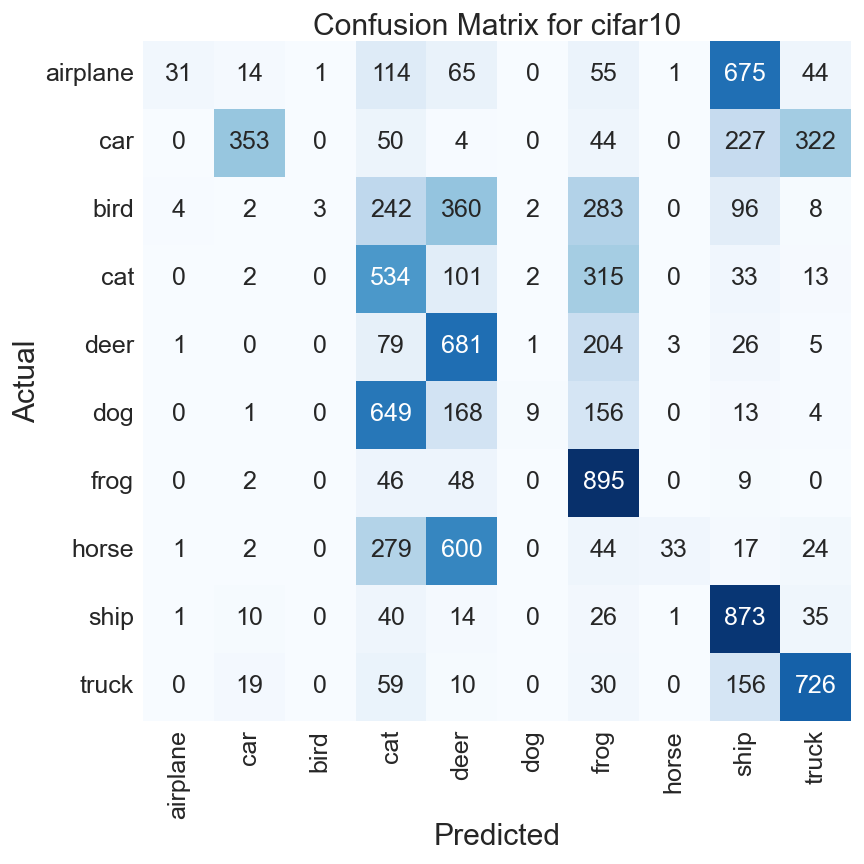 Confusion Matrix for cifar10
airplane 31 14 1 114 65 0 55 1 675 44
car 0 353 0 50 4 44 0 227 322
bird 4 2 3 242 360 2 283 0 96 8
cat 0 2 0 534 101 2 315 0 33 13
deer 1 0 0 79 681 1 204 3 26 5
dog 0 1 0 649 168 9 156 0 13 4
frog 0 2 46 48 0 895 0 9 0
horse 1 2 0 279 600 0 44 33 17 24
ship 1 10 0 40 14 0 26 1 873 35
truck 0 19 0 59 10 0 30 0 156 726
Actual
airplane car bird cat deer dog frog horse ship truck
Predicted